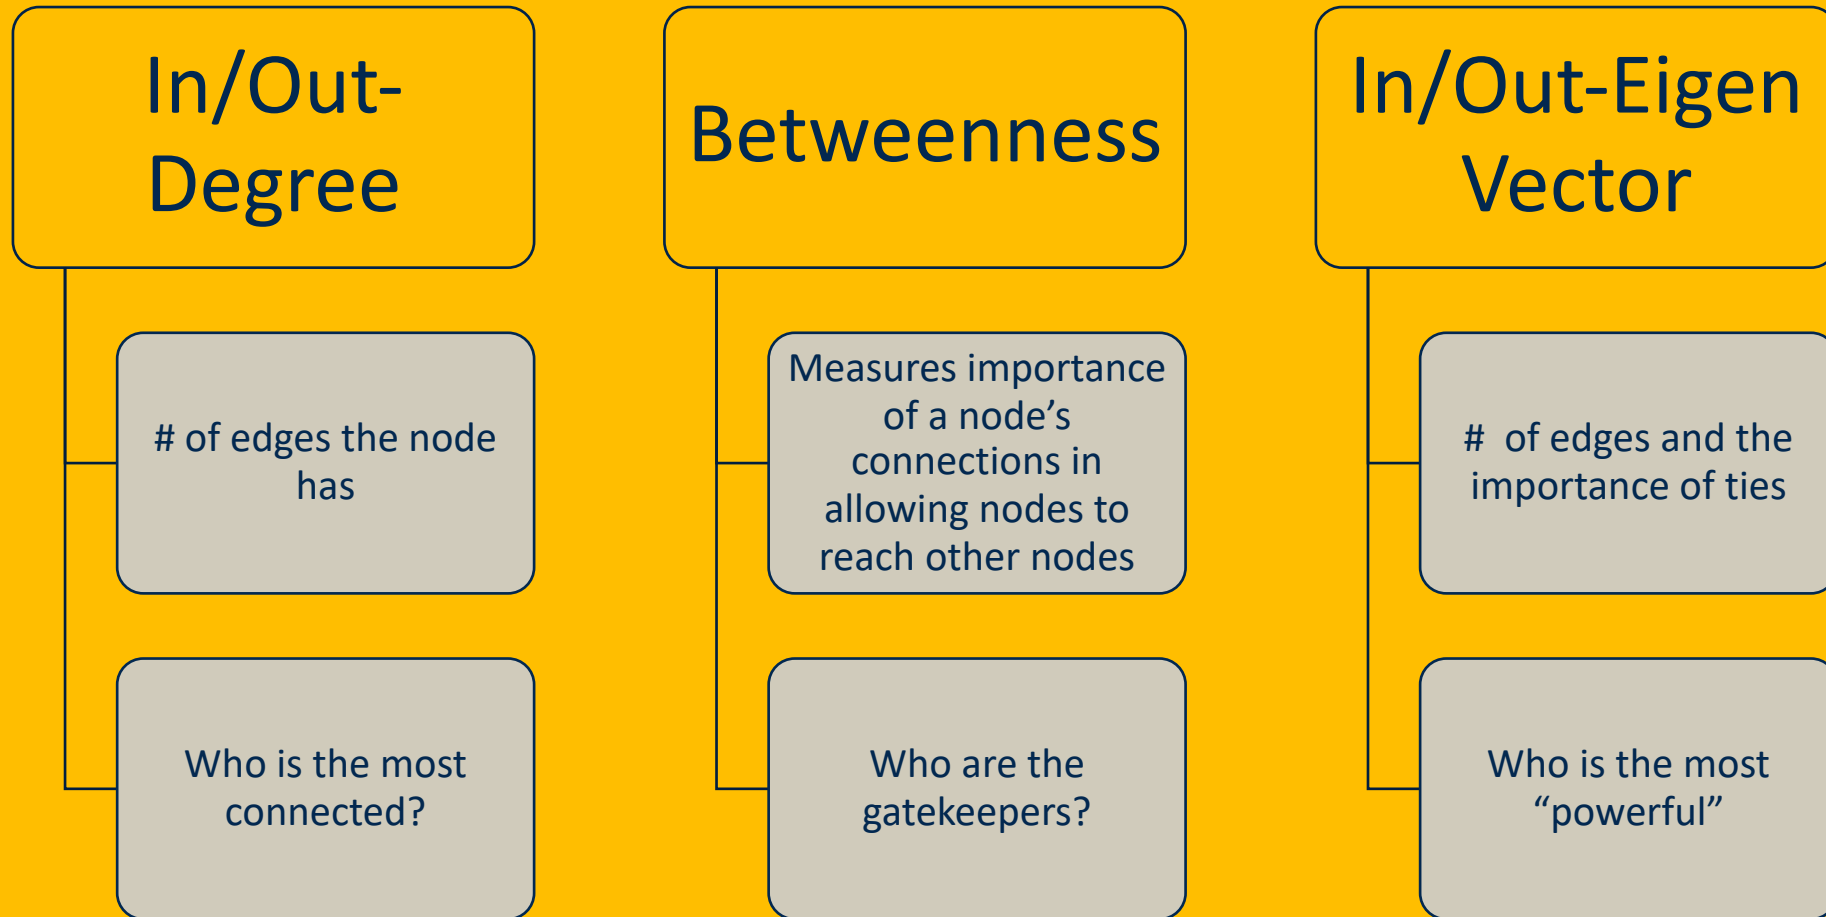 In/Out-
Degree
# of edges the node
has
Who is the most
connected?
Betweenness
Measures importance
of a node’s
connections in
allowing nodes to
reach other nodes
Who are the
gatekeepers?
In/Out-Eigen
Vector
#  of edges and the
importance of ties
Who is the most
“powerful”